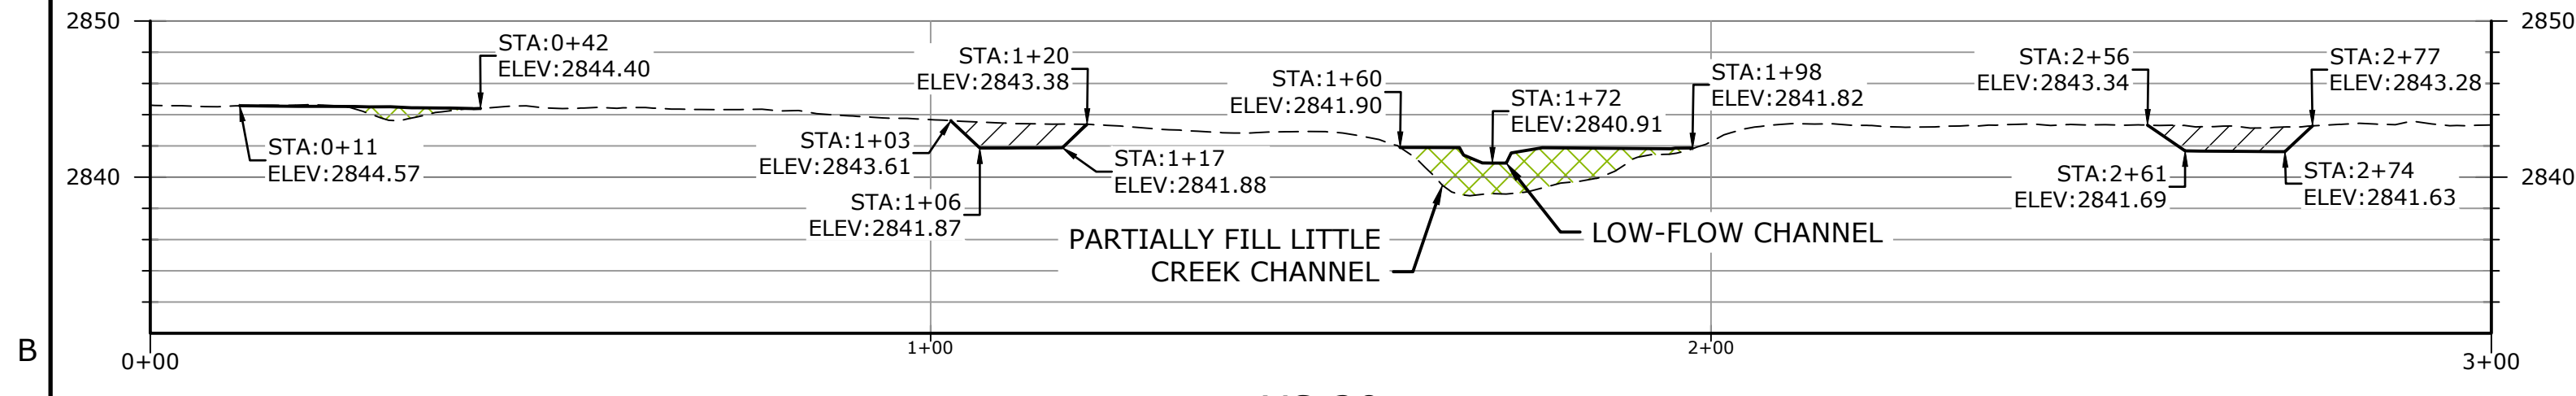 2850
2850
STA:0+42
ELEV:2844.40
STA:1+20
ELEV:2843.38
STA:1+60
ELEV:2841.90
STA:1+72
ELEV:2840.91
STA:1+98
ELEV:2841.82
STA:2+56
ELEV:2843.34
STA:2+77
ELEV:2843.28
STA:0+11
ELEV:2844.57
STA:1+03
ELEV:2843.61
STA:1+17
ELEV:2841.88
STA:1+06
ELEV:2841.87
STA:2+61
ELEV:2841.69
STA:2+74
ELEV:2841.63
2840
2840
PARTIALLY FILL LITTLE
CREEK CHANNEL
LOW-FLOW CHANNEL
B
0+00
1+00
2+00
3+00